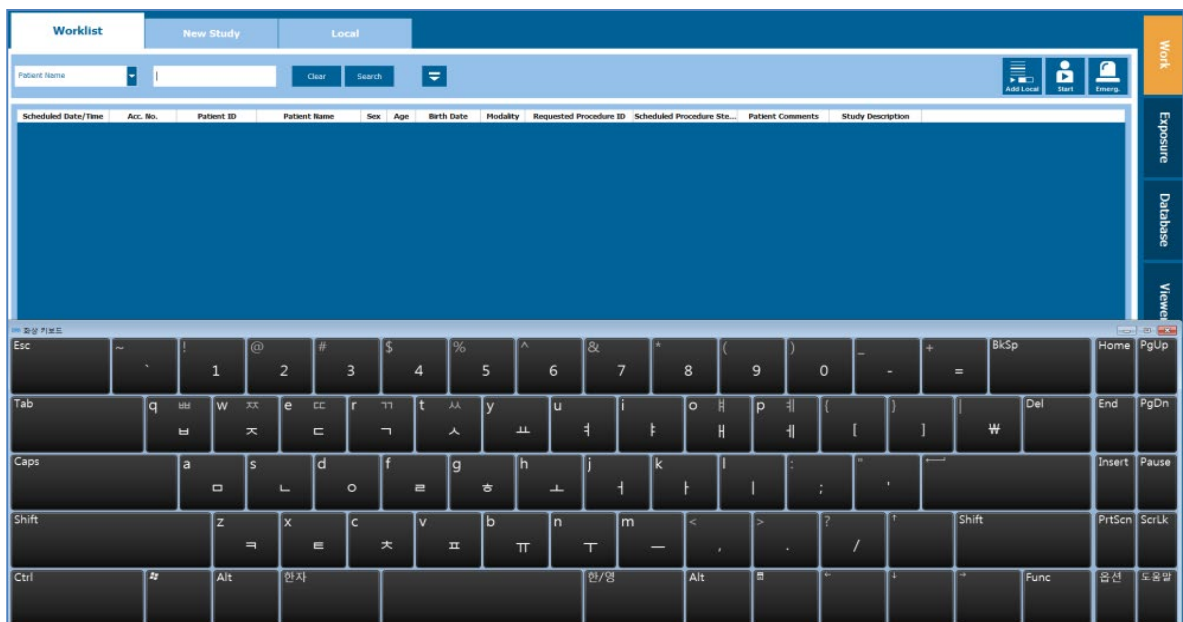 Worklist New Study Local
Work
Patient Name Clear Search Add Local Start Emerg.
Scheduled Date/Time Acc. No. Patient ID Patient Name Sex Age Birth Date Modality Requested Procedure ID Scheduled Procedure Ste... Patient Comments Study Description
Exposure
Database
Viewer
화상 키보드
Esc ~ ` ! 1 @ 2 # 3 $ 4 % 5 ^ 6 & 7 * 8 ( 9 ) 0 _ - + = BkSp Home PgUp
Tab q ㅃ ㅂ w ㅉ ㅈ e ㄸ ㄷ r ㄲ ㄱ t ㅆ ㅅ y ㅛ u ㅕ i ㅑ o ㅒ ㅐ p ㅖ ㅔ { [ } ] | ₩ Del End PgDn
Caps a ㅁ s ㄴ d ㅇ f ㄹ g ㅎ h ㅗ j ㅓ k ㅏ l ㅣ : ; " ' Insert Pause
Shift z ㅋ x ㅌ c ㅊ v ㅍ b ㅠ n ㅜ m ㅡ < , > . ? / ↑ Shift PrtScn ScrLk
Ctrl Alt 한자 한/영 Alt ← ↓ → Func 옵션 도움말